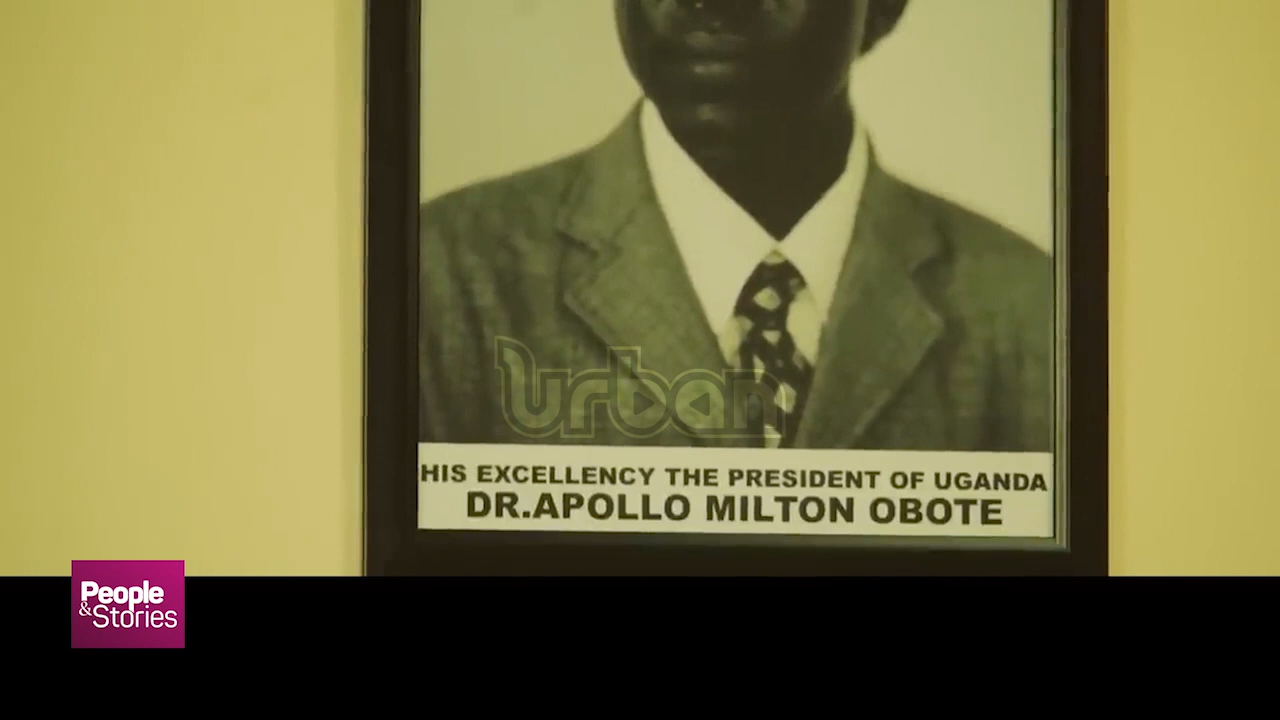 urban
HIS EXCELLENCY THE PRESIDENT OF UGANDA
DR.APOLLO MILTON OBOTE
People
&Stories